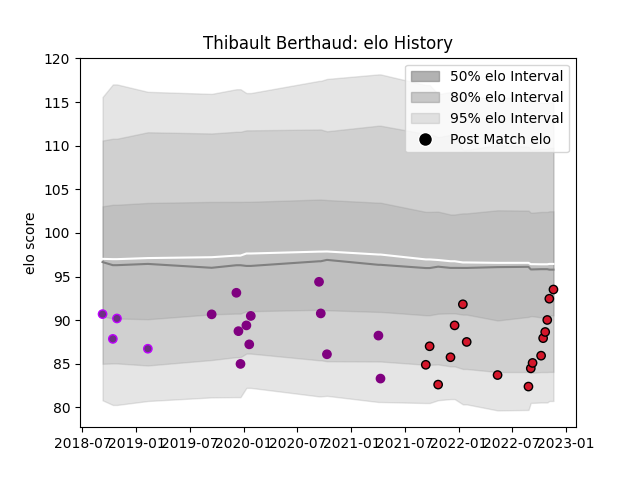 Thibault Berthaud: elo History
120
115
110
105
100
95
90
85
80
elo score
50% elo Interval
80% elo Interval
95% elo Interval
Post Match elo
2018-07 2019-01 2019-07 2020-01 2020-07 2021-01 2021-07 2022-01 2022-07 2023-01